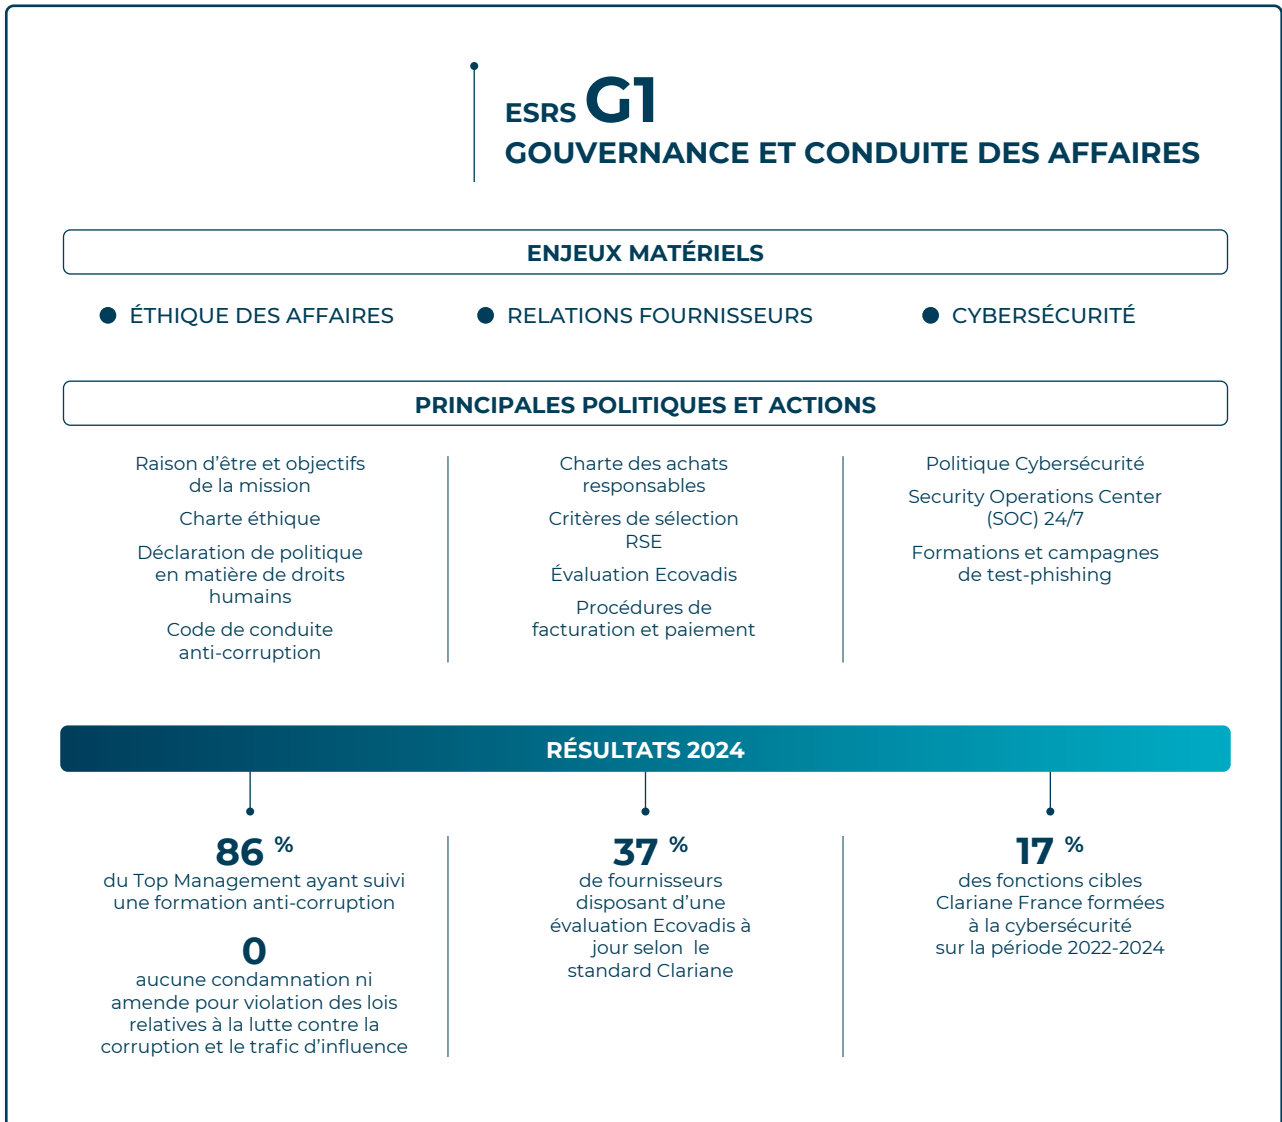 ESRS G1
GOUVERNANCE ET CONDUITE DES AFFAIRES
ENJEUX MATÉRIELS
ÉTHIQUE DES AFFAIRES
RELATIONS FOURNISSEURS
CYBERSÉCURITÉ
PRINCIPALES POLITIQUES ET ACTIONS
Raison d’être et objectifs
de la mission
Charte éthique
Déclaration de politique
en matière de droits
humains
Code de conduite
anti-corruption
Charte des achats
responsables
Critères de sélection
RSE
Évaluation Ecovadis
Procédures de
facturation et paiement
Politique Cybersécurité
Security Operations Center
(SOC) 24/7
Formations et campagnes
de test-phishing
RÉSULTATS 2024
86 %
du Top Management ayant suivi
une formation anti-corruption
0
aucune condamnation ni
amende pour violation des lois
relatives à la lutte contre la
corruption et le trafic d’influence
37 %
de fournisseurs
disposant d’une
évaluation Ecovadis à
jour selon le
standard Clariane
17 %
des fonctions cibles
Clariane France formées
à la cybersécurité
sur la période 2022-2024